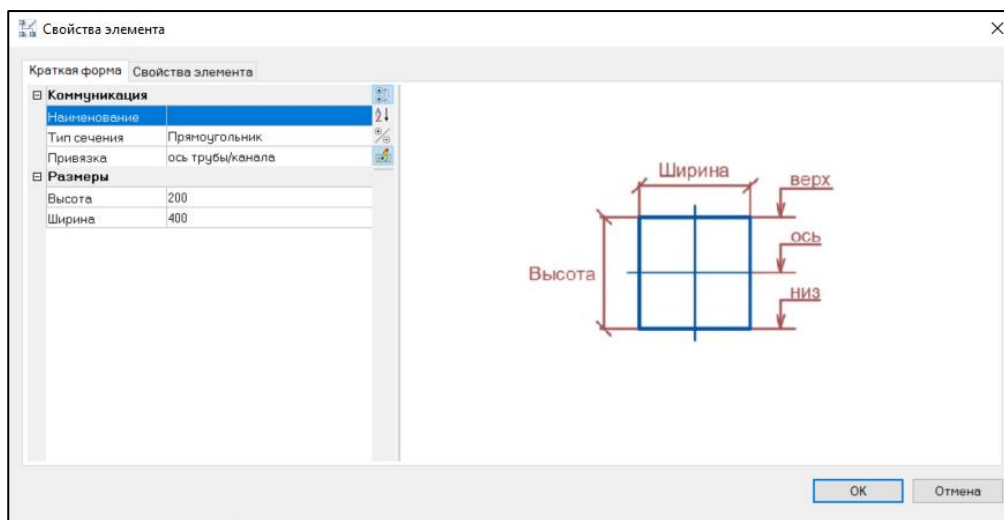 Свойства элемента
Краткая форма Свойства элемента
Коммуникация
Наименование
Тип сечения Прямоугольник
Привязка ось трубы/канала
Размеры
Высота 200
Ширина 400
Ширина
верх
ось
Высота
низ
ОК Отмена